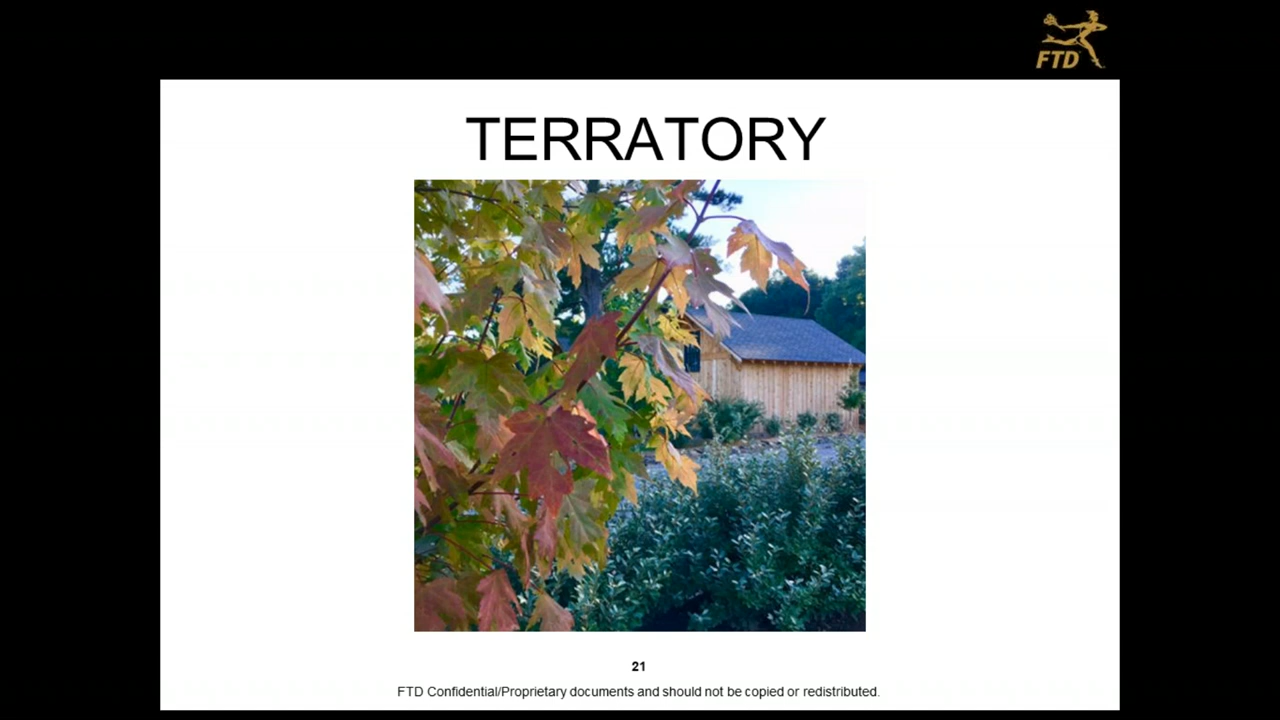 FTD
TERRATORY
21
FTD Confidential/Proprietary documents and should not be copied or redistributed.